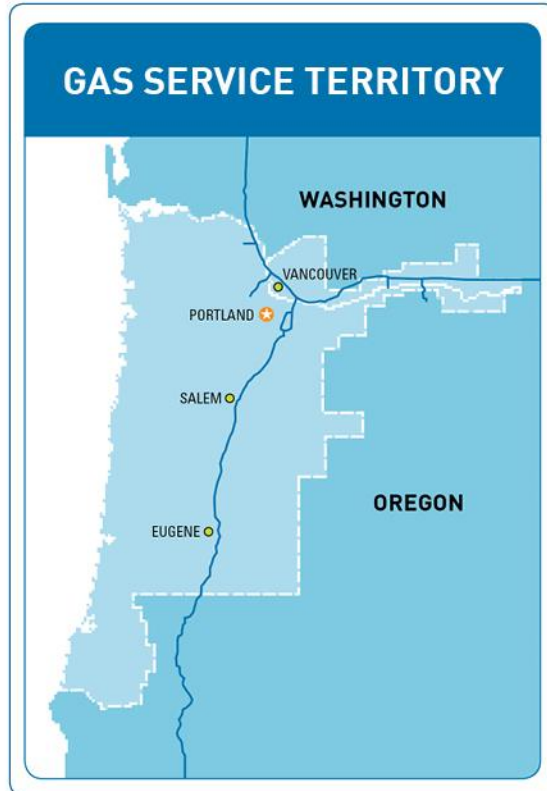 GAS SERVICE TERRITORY
WASHINGTON
VANCOUVER
PORTLAND
SALEM
OREGON
EUGENE